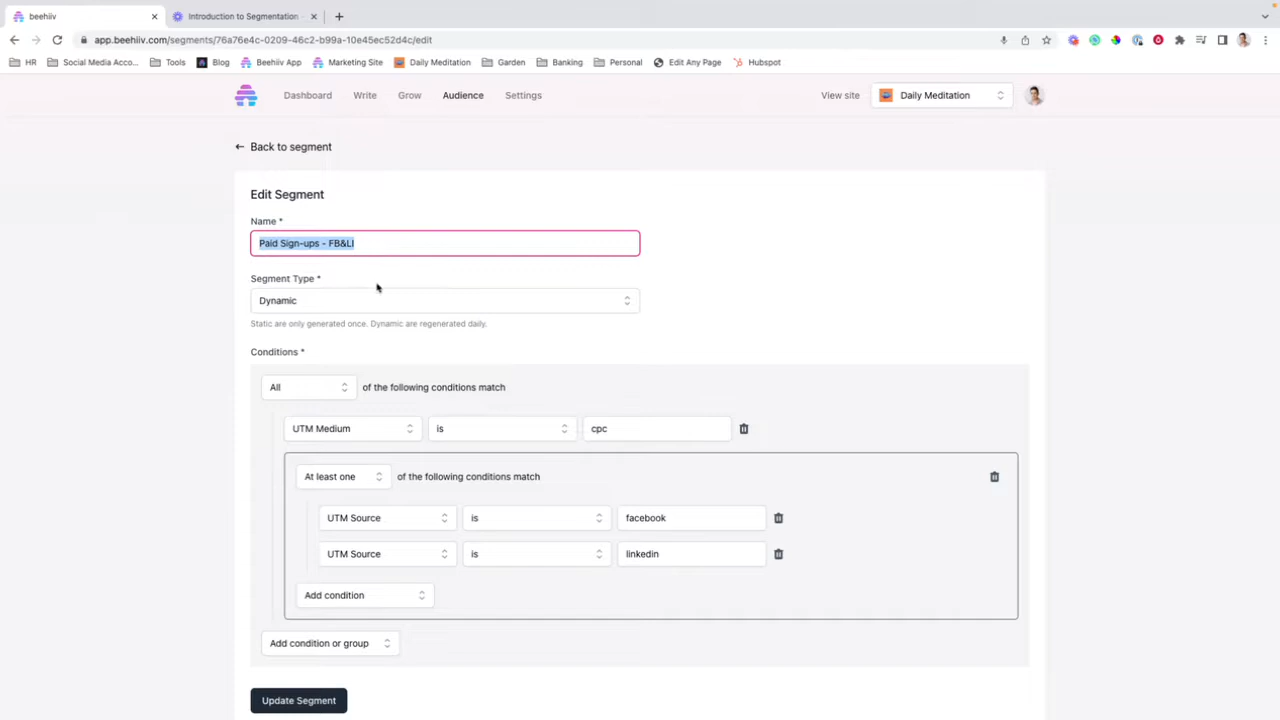 beehiiv
Introduction to Segmentation
app.beehiiv.com/segments/76a76e4c-0209-46c2-b99a-10e45ec52d4c/edit
HR Social Media Acco... Tools Blog Beehiiv App Marketing Site Daily Meditation Garden Banking Personal Edit Any Page Hubspot
Dashboard Write Grow Audience Settings View site Daily Meditation
← Back to segment
Edit Segment
Name *
Paid Sign-ups - FB&LI
Segment Type *
Dynamic
Static are only generated once. Dynamic are regenerated daily.
Conditions *
All of the following conditions match
UTM Medium is cpc
At least one of the following conditions match
UTM Source is facebook
UTM Source is linkedin
Add condition
Add condition or group
Update Segment